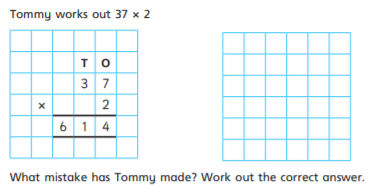 Tommy works out 37 × 2
T O
3 7
× 2
6 1 4
What mistake has Tommy made? Work out the correct answer.